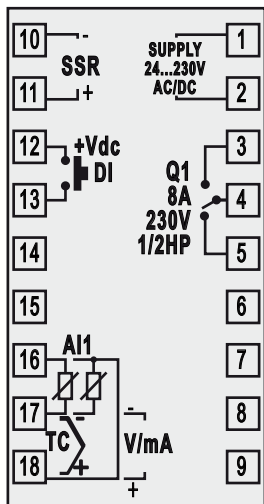 10 - SUPPLY 1
SSR 24...230V
11 + AC/DC 2
12 +Vdc 3
DI Q1
13 8A 4
230V
14 1/2HP 5
15 6
16 AI1 7
17 - - 8
TC V/mA
18 + + 9